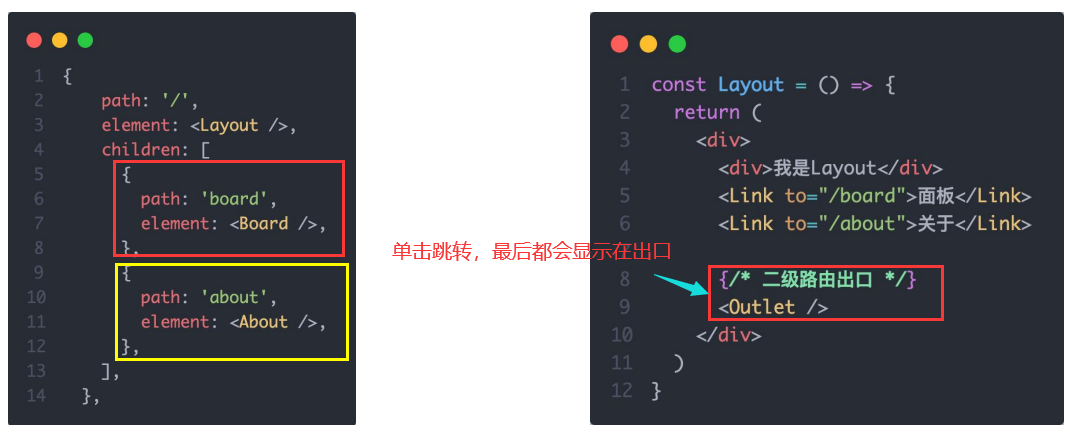 1 {
2 path: '/',
3 element: <Layout />,
4 children: [
5 {
6 path: 'board',
7 element: <Board />,
8 },
9 {
10 path: 'about',
11 element: <About />,
12 },
13 ],
14 },
单击跳转，最后都会显示在出口
1 const Layout = () => {
2 return (
3 <div>
4 <div>我是Layout</div>
5 <Link to="/board">面板</Link>
6 <Link to="/about">关于</Link>
8 {/* 二级路由出口 */}
9 <Outlet />
10 </div>
11 )
12 }